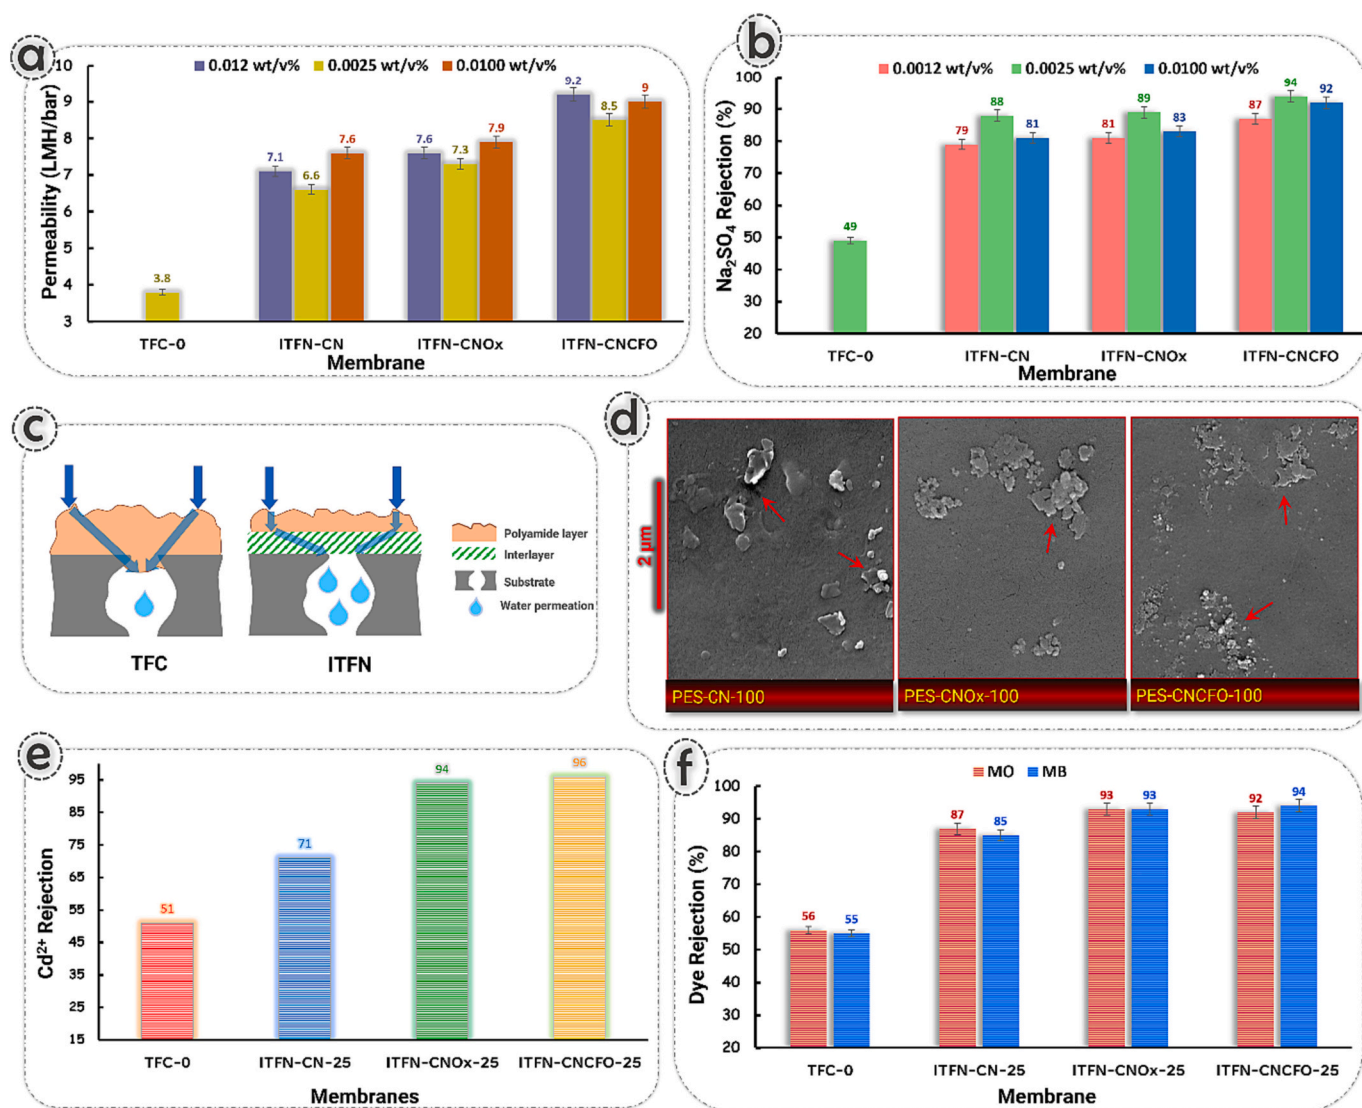 a
0.012 wt/v% 0.0025 wt/v% 0.0100 wt/v%
Permeability (LMH/bar)
10
9
8
7
6
5
4
3
3.8
7.1
6.6
7.6
7.6
7.3
7.9
9.2
8.5
9
TFC-0 ITFN-CN ITFN-CNOx ITFN-CNCFO
Membrane
b
0.0012 wt/v% 0.0025 wt/v% 0.0100 wt/v%
Na₂SO₄ Rejection (%)
100
90
80
70
60
50
40
30
20
49
79
88
81
81
89
83
87
94
92
TFC-0 ITFN-CN ITFN-CNOx ITFN-CNCFO
Membrane
c
Polyamide layer
Interlayer
Substrate
Water permeation
TFC ITFN
d
2 µm
PES-CN-100 PES-CNOx-100 PES-CNCFO-100
e
Cd²⁺ Rejection
95
85
75
65
55
45
35
25
15
51
71
94
96
TFC-0 ITFN-CN-25 ITFN-CNOx-25 ITFN-CNCFO-25
Membranes
f
MO MB
Dye Rejection (%)
100
90
80
70
60
50
40
30
20
56
55
87
85
93
93
92
94
TFC-0 ITFN-CN-25 ITFN-CNOx-25 ITFN-CNCFO-25
Membrane